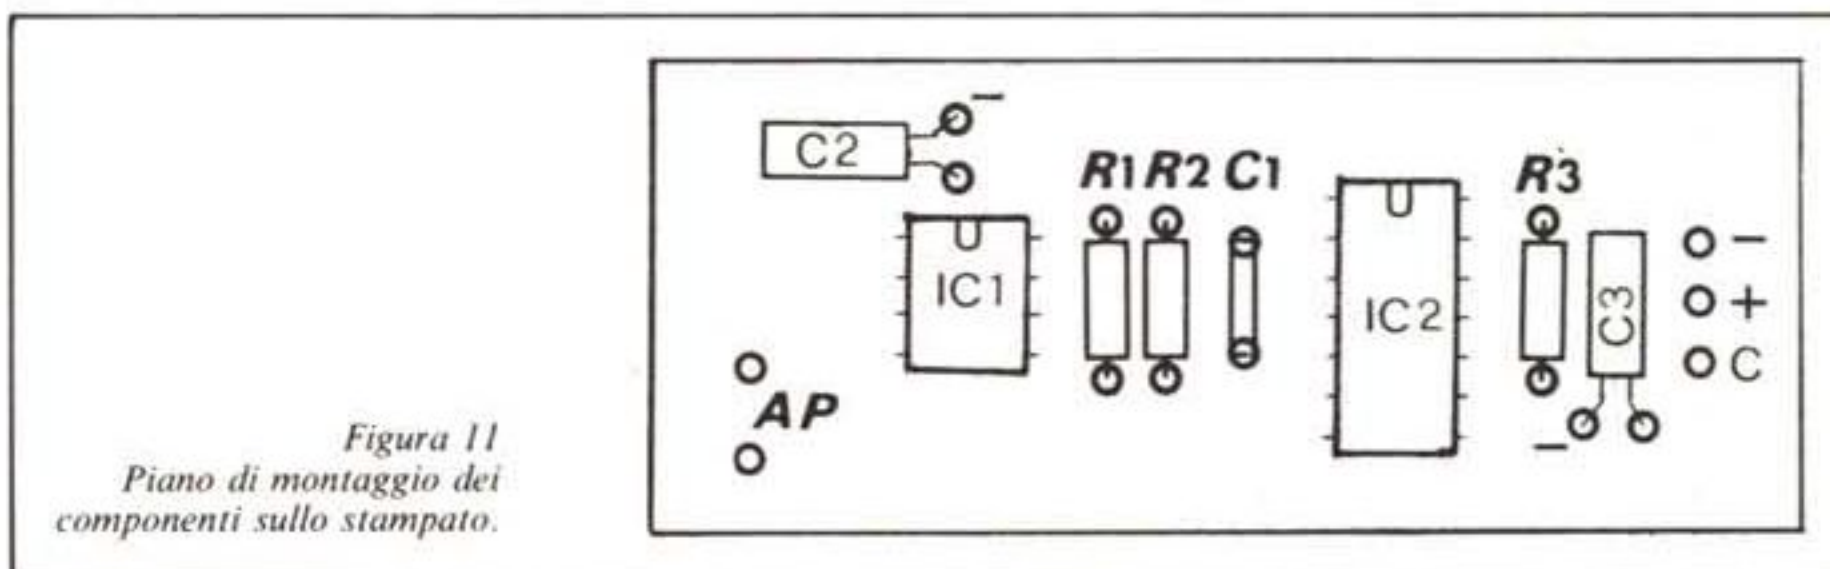 C2 −
R1 R2 C1 R3
IC1 IC2 C3 −
+
C
AP
−
Figura 11
Piano di montaggio dei
componenti sullo stampato.